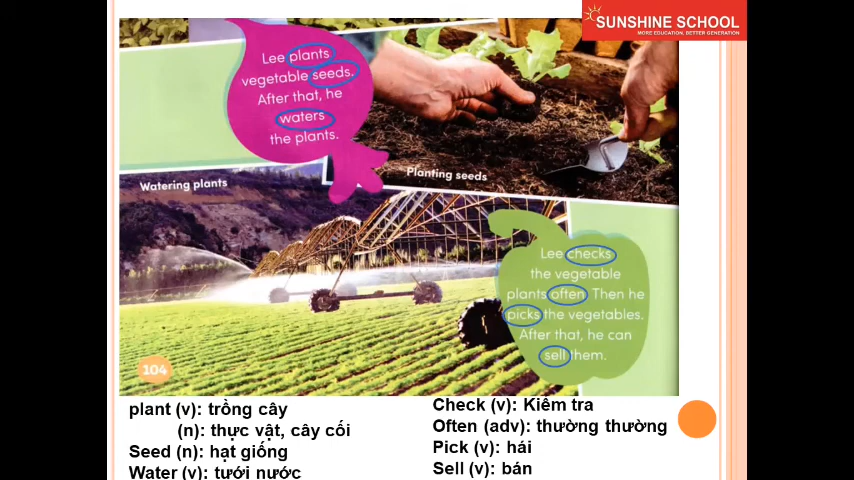 SUNSHINE SCHOOL
MORE EDUCATION, BETTER GENERATION
Lee plants
vegetable seeds.
After that, he
waters
the plants.
Planting seeds
Watering plants
Lee checks
the vegetable
plants often. Then he
picks the vegetables.
After that, he can
sell them.
104
plant (v): trồng cây
(n): thực vật, cây cối
Seed (n): hạt giống
Water (v): tưới nước
Check (v): Kiêm tra
Often (adv): thường thường
Pick (v): hái
Sell (v): bán